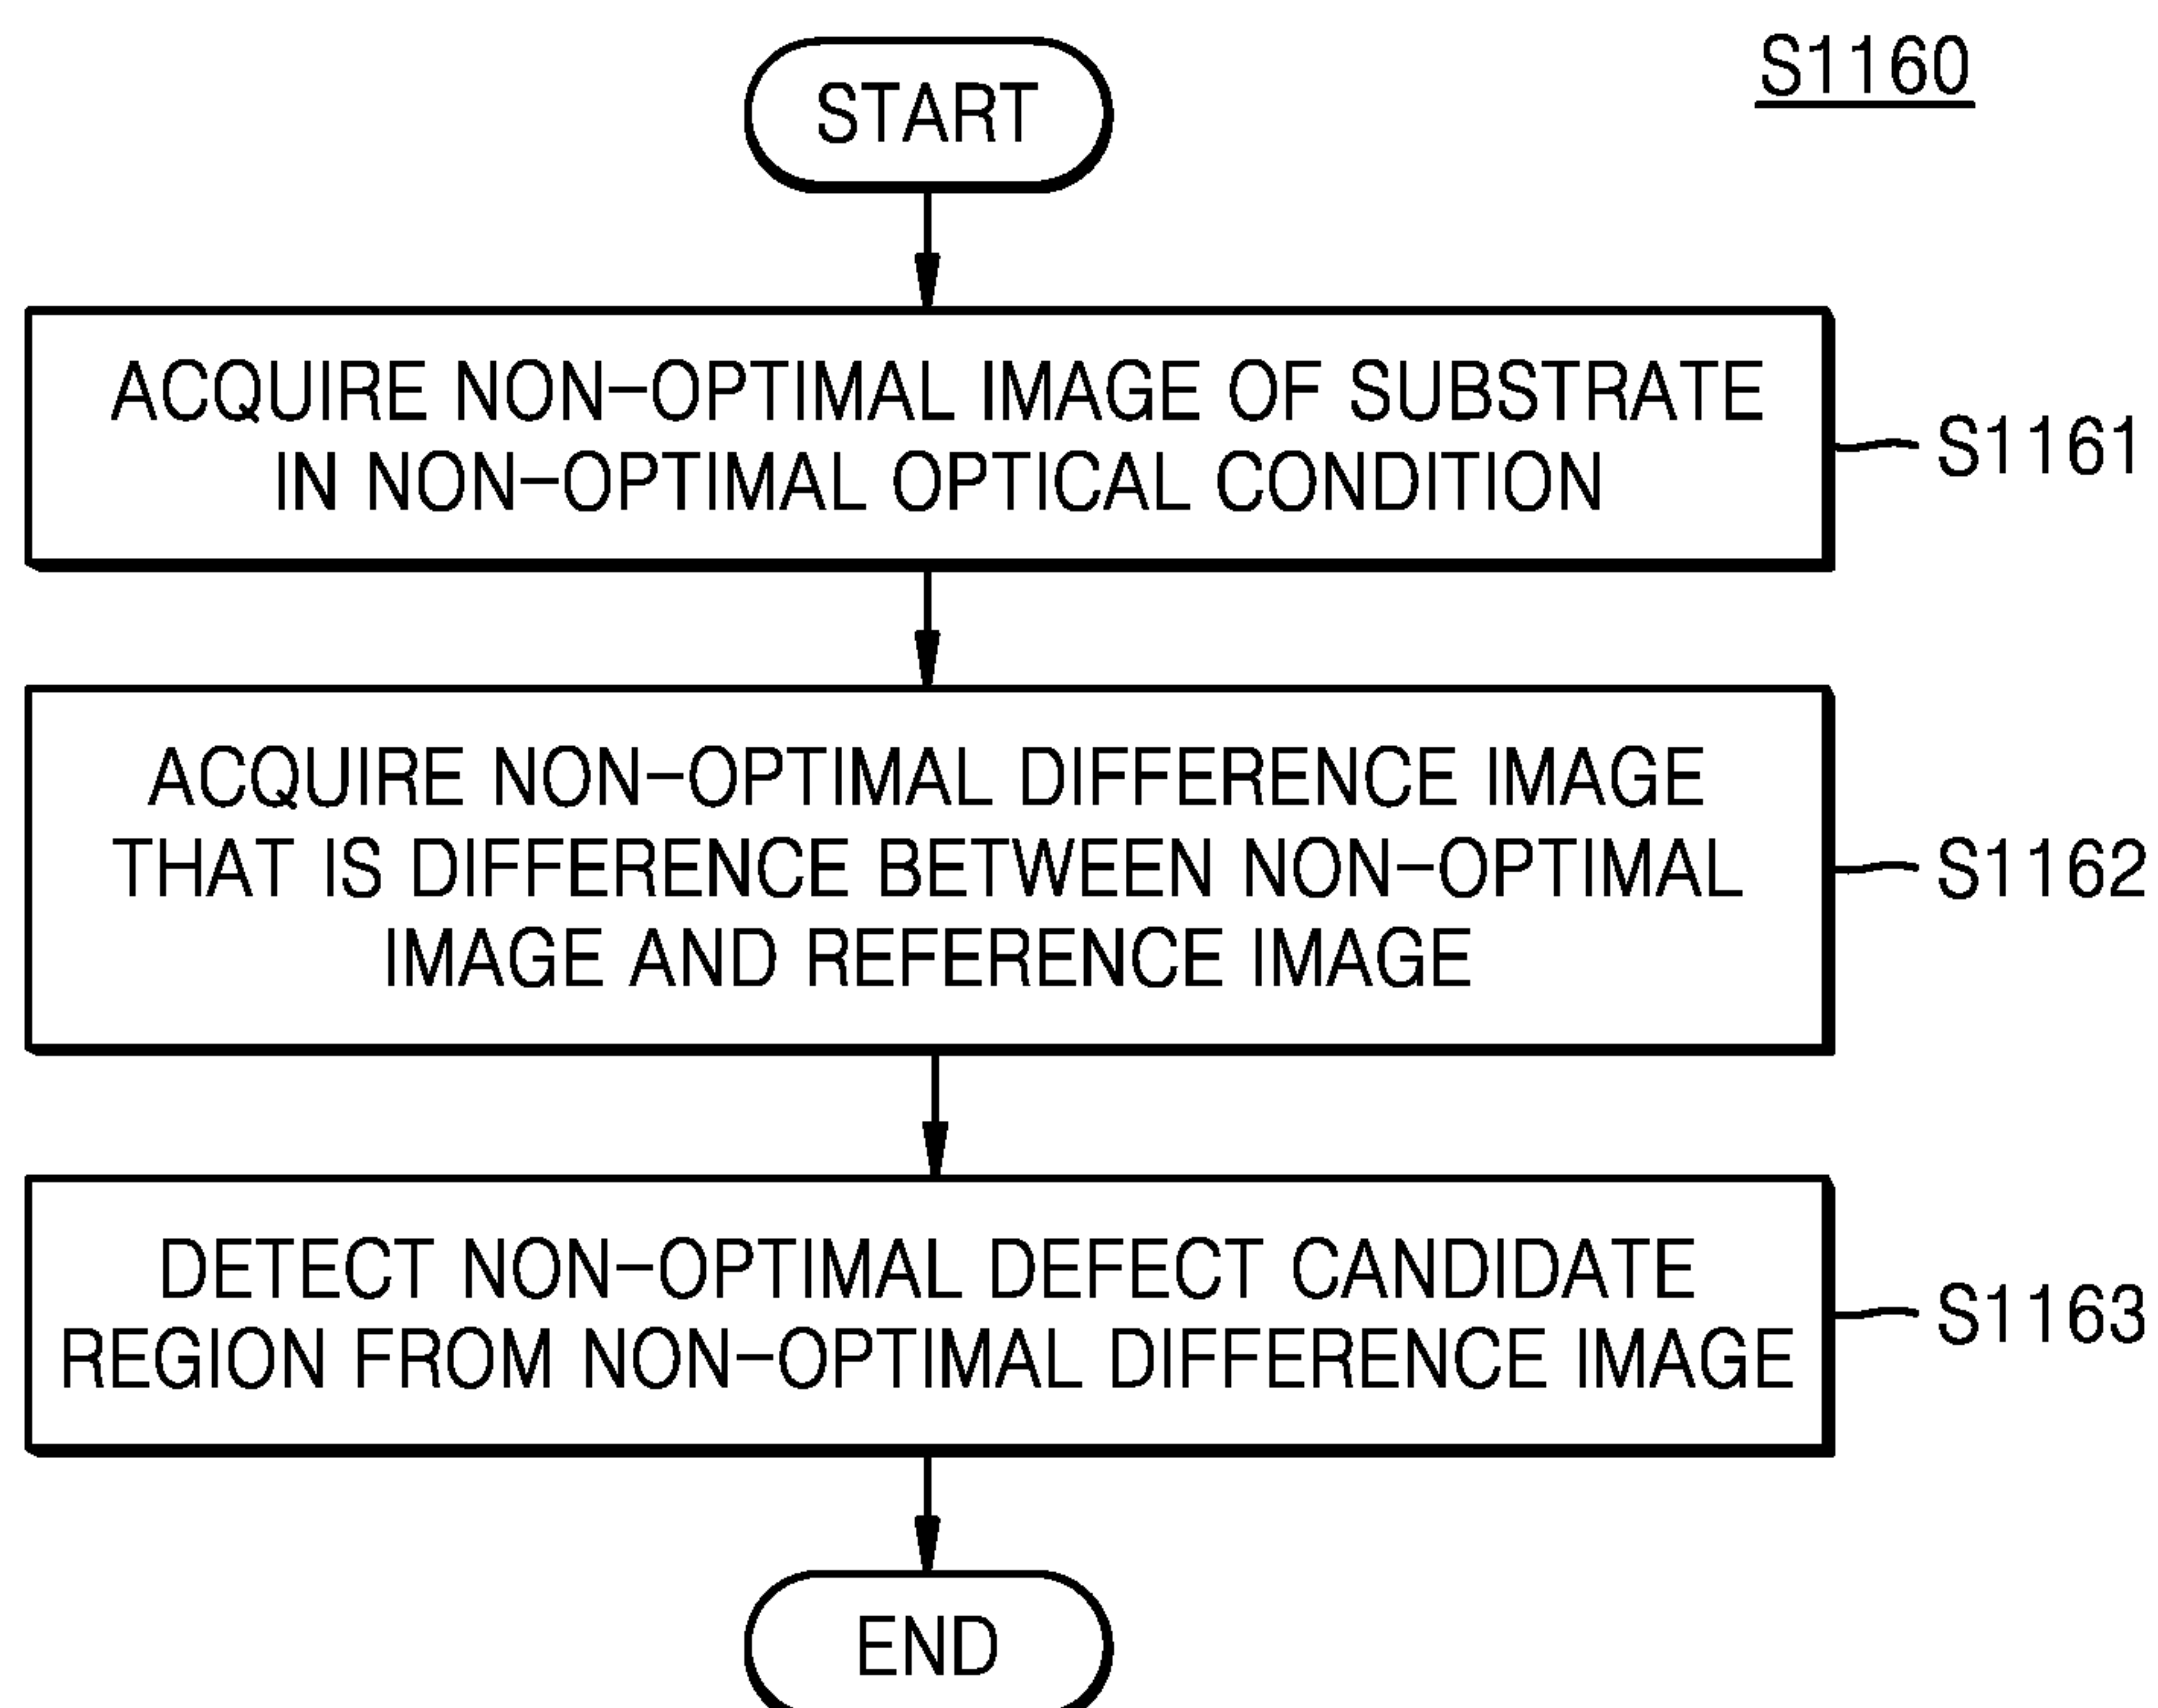 S1160
START
ACQUIRE NON-OPTIMAL IMAGE OF SUBSTRATE
IN NON-OPTIMAL OPTICAL CONDITION
S1161
ACQUIRE NON-OPTIMAL DIFFERENCE IMAGE
THAT IS DIFFERENCE BETWEEN NON-OPTIMAL
IMAGE AND REFERENCE IMAGE
S1162
DETECT NON-OPTIMAL DEFECT CANDIDATE
REGION FROM NON-OPTIMAL DIFFERENCE IMAGE
S1163
END